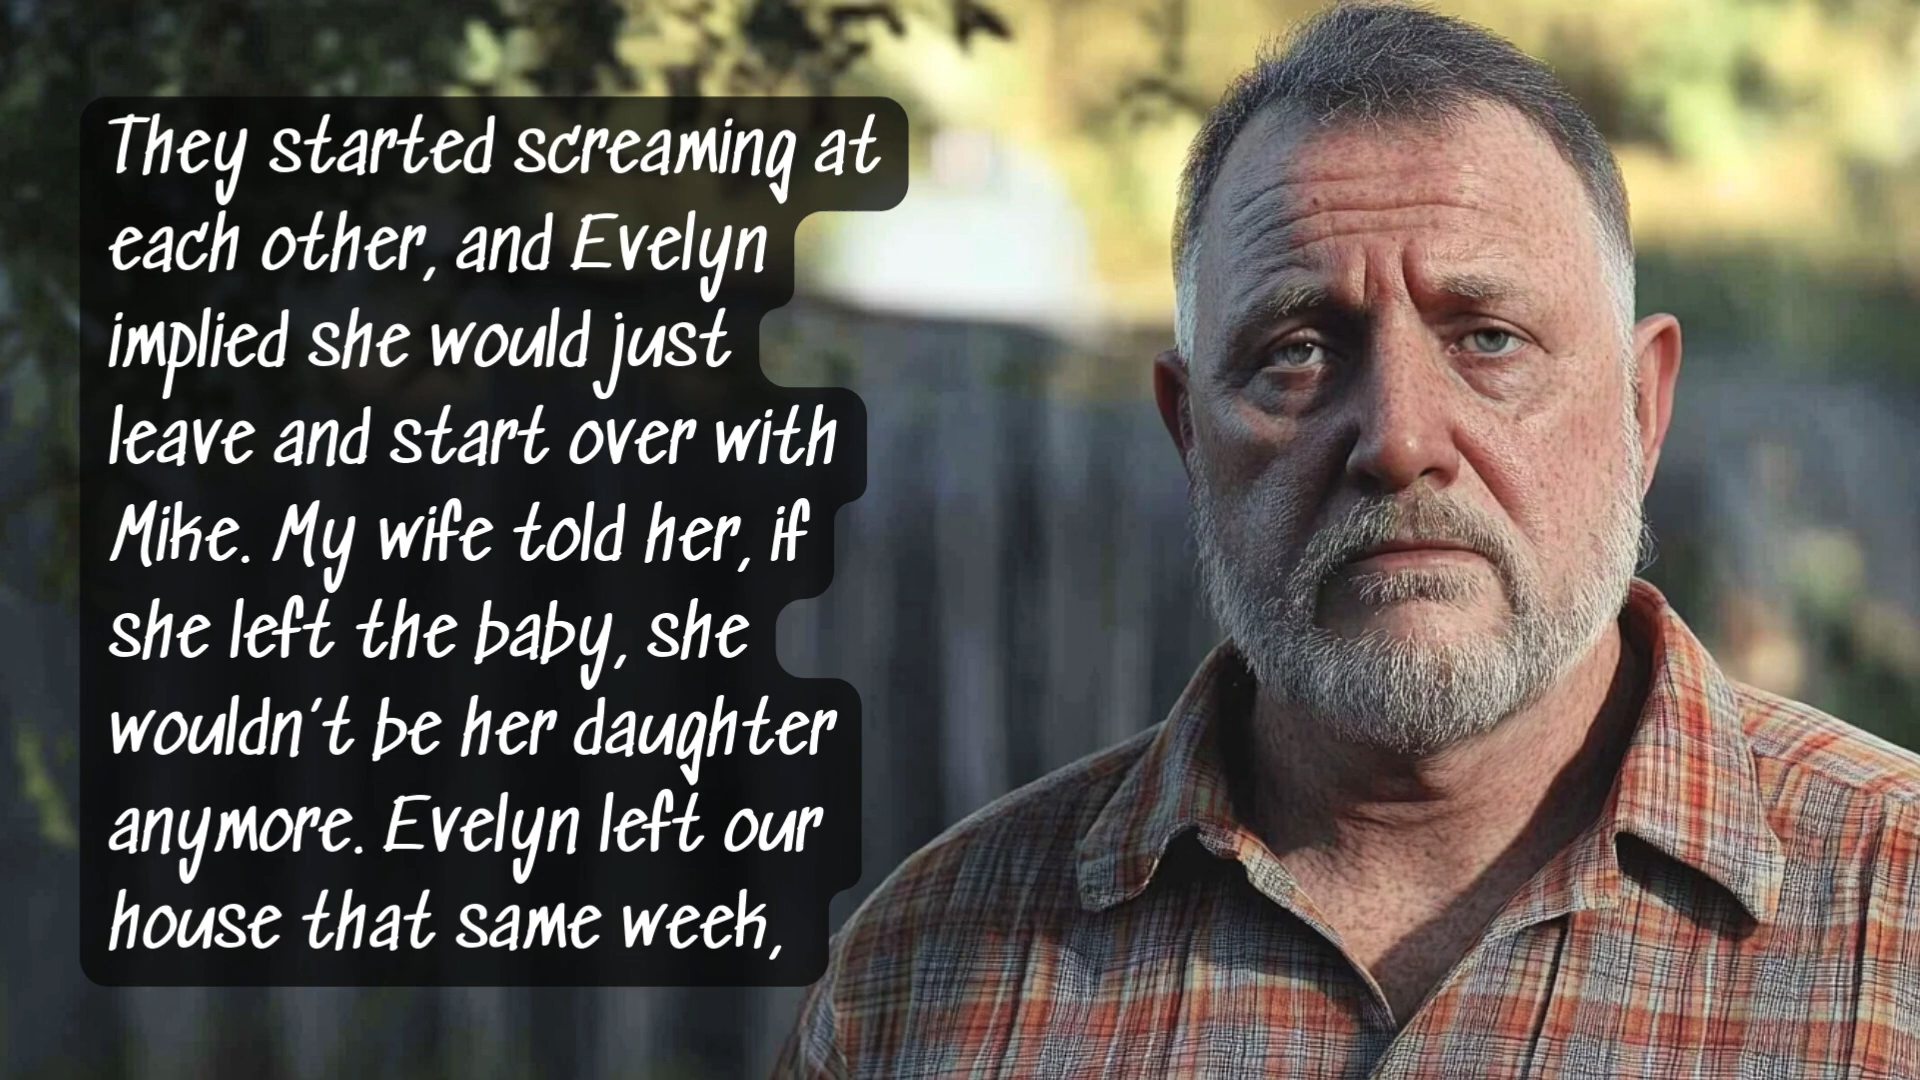 They started screaming at
each other, and Evelyn
implied she would just
leave and start over with
Mike. My wife told her, if
she left the baby, she
wouldn't be her daughter
anymore. Evelyn left our
house that same week,